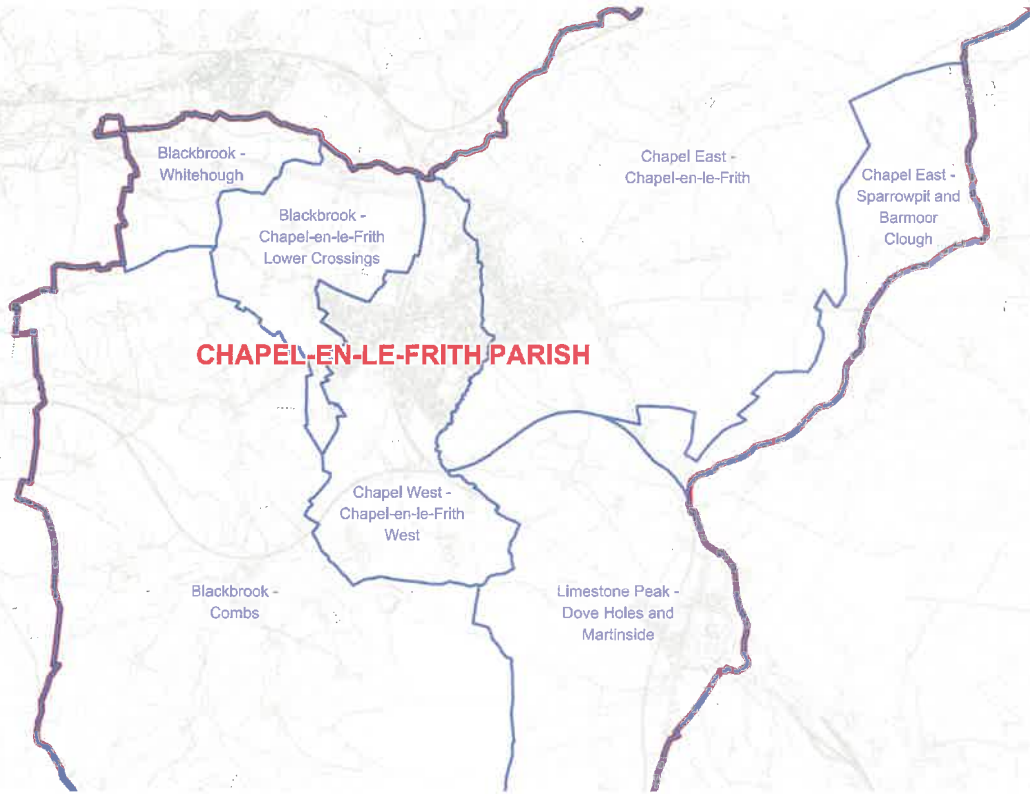 Blackbrook -
Whitehough
Blackbrook -
Chapel-en-le-Frith
Lower Crossings
Chapel East -
Chapel-en-le-Frith
Chapel East -
Sparrowpit and
Barmoor
Clough
CHAPEL-EN-LE-FRITH PARISH
Chapel West -
Chapel-en-le-Frith
West
Blackbrook -
Combs
Limestone Peak -
Dove Holes and
Martinside